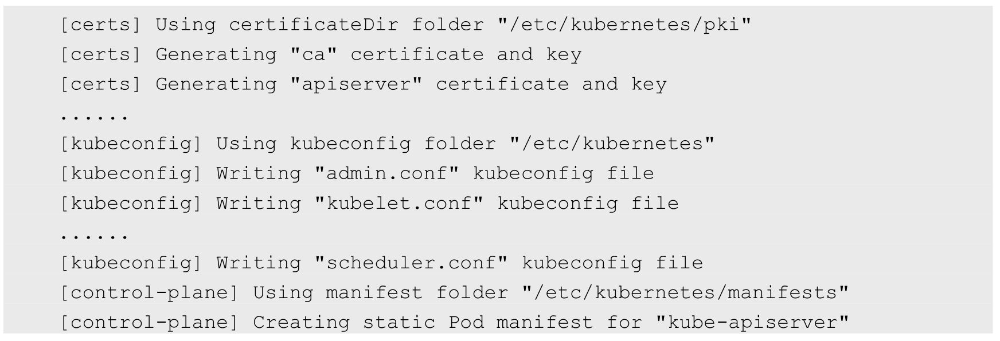 [certs] Using certificateDir folder "/etc/kubernetes/pki"
[certs] Generating "ca" certificate and key
[certs] Generating "apiserver" certificate and key
......
[kubeconfig] Using kubeconfig folder "/etc/kubernetes"
[kubeconfig] Writing "admin.conf" kubeconfig file
[kubeconfig] Writing "kubelet.conf" kubeconfig file
......
[kubeconfig] Writing "scheduler.conf" kubeconfig file
[control-plane] Using manifest folder "/etc/kubernetes/manifests"
[control-plane] Creating static Pod manifest for "kube-apiserver"